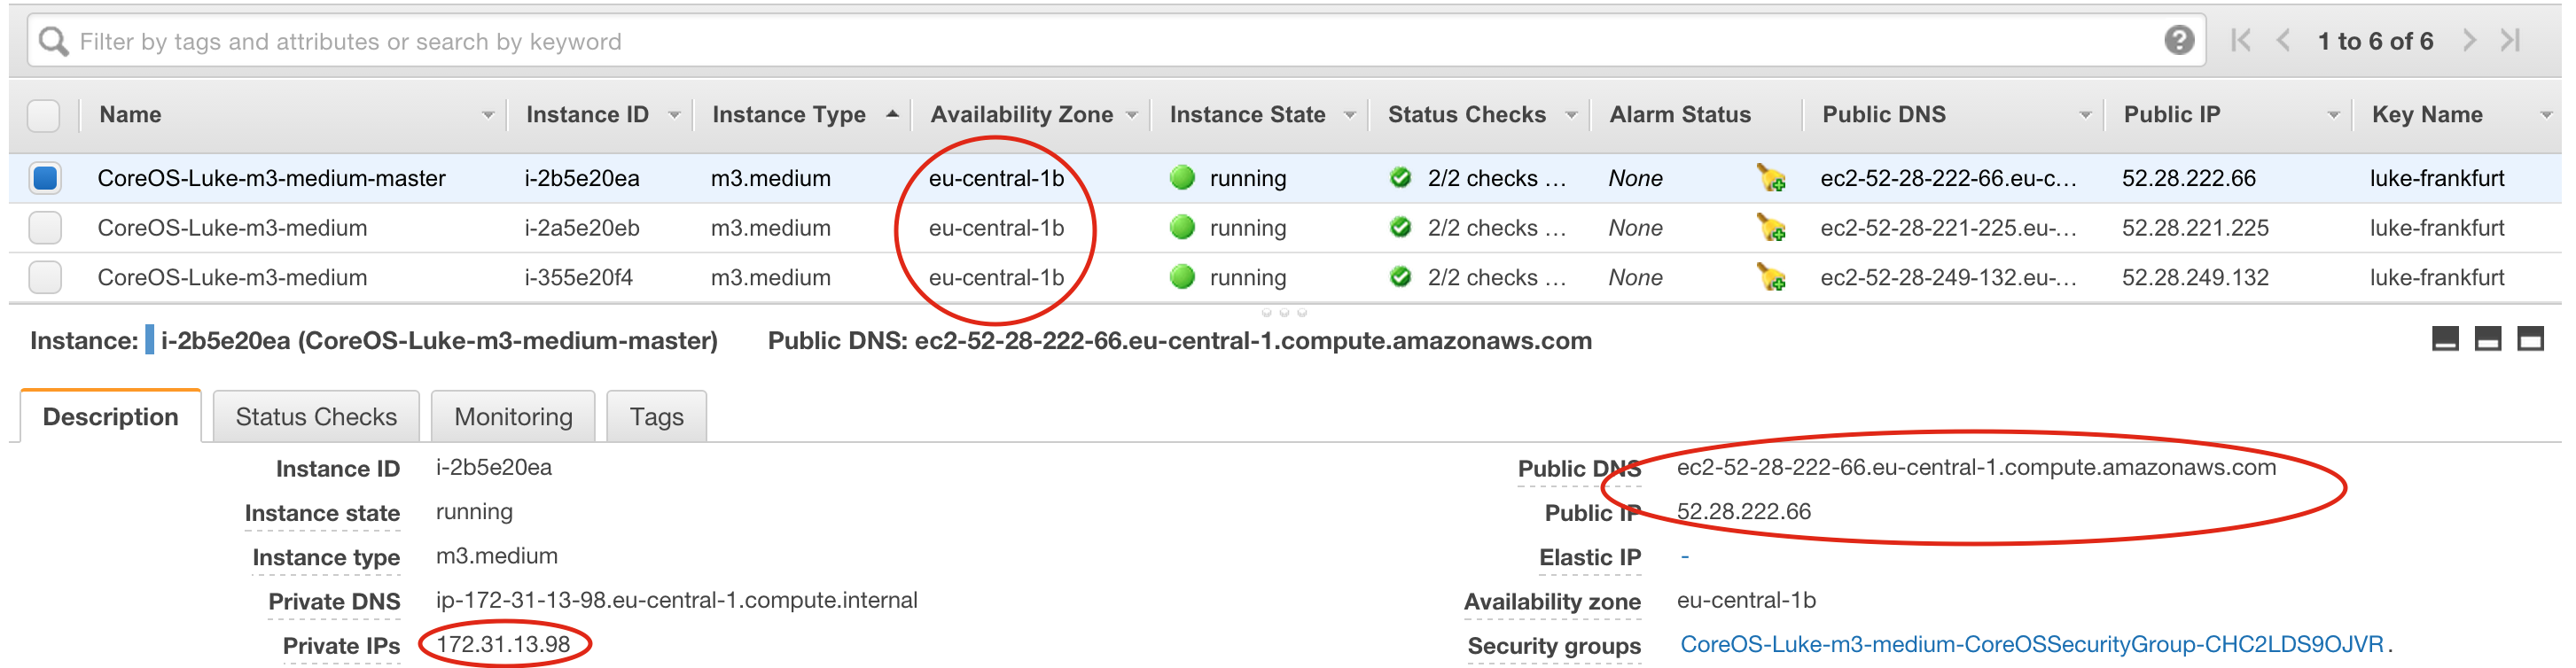 Filter by tags and attributes or search by keyword ? 1 to 6 of 6
Name Instance ID Instance Type Availability Zone Instance State Status Checks Alarm Status Public DNS Public IP Key Name
CoreOS-Luke-m3-medium-master i-2b5e20ea m3.medium eu-central-1b running 2/2 checks ... None ec2-52-28-222-66.eu-c... 52.28.222.66 luke-frankfurt
CoreOS-Luke-m3-medium i-2a5e20eb m3.medium eu-central-1b running 2/2 checks ... None ec2-52-28-221-225.eu-... 52.28.221.225 luke-frankfurt
CoreOS-Luke-m3-medium i-355e20f4 m3.medium eu-central-1b running 2/2 checks ... None ec2-52-28-249-132.eu-... 52.28.249.132 luke-frankfurt
Instance: i-2b5e20ea (CoreOS-Luke-m3-medium-master) Public DNS: ec2-52-28-222-66.eu-central-1.compute.amazonaws.com
Description Status Checks Monitoring Tags
Instance ID i-2b5e20ea Public DNS ec2-52-28-222-66.eu-central-1.compute.amazonaws.com
Instance state running Public IP 52.28.222.66
Instance type m3.medium Elastic IP -
Private DNS ip-172-31-13-98.eu-central-1.compute.internal Availability zone eu-central-1b
Private IPs 172.31.13.98 Security groups CoreOS-Luke-m3-medium-CoreOSSecurityGroup-CHC2LDS9OJVR.